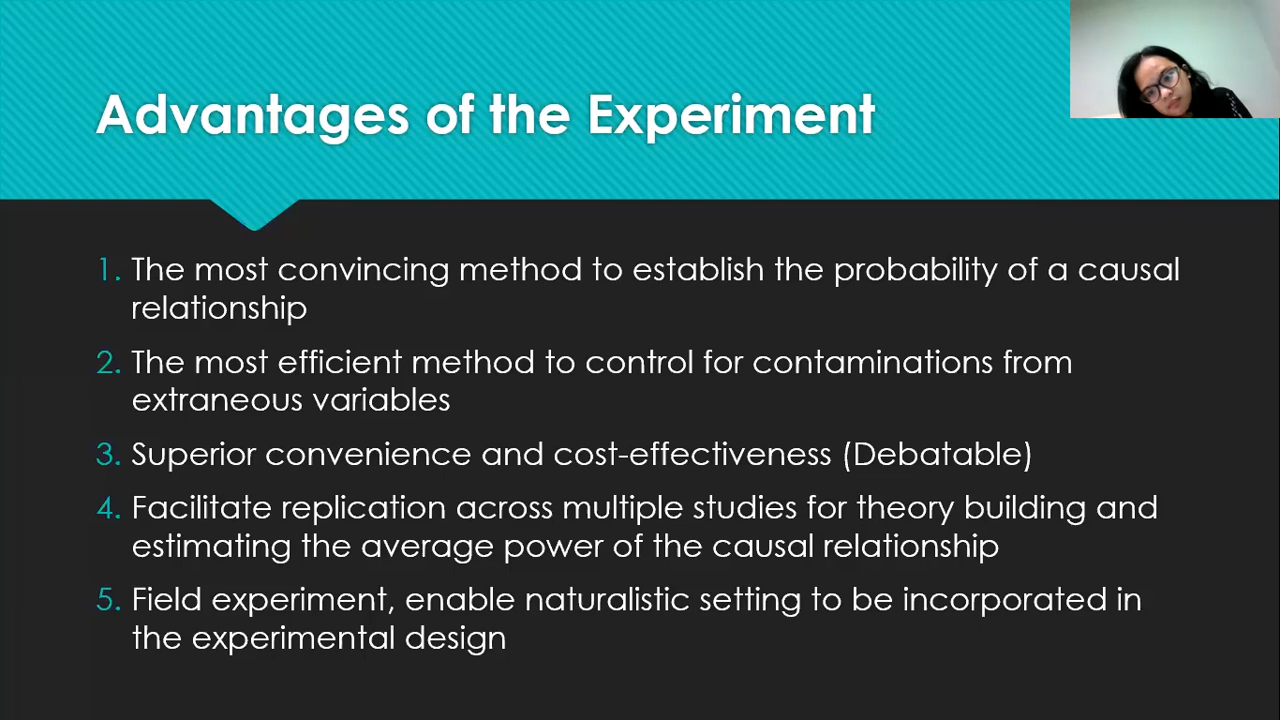 Advantages of the Experiment
1. The most convincing method to establish the probability of a causal
relationship
2. The most efficient method to control for contaminations from
extraneous variables
3. Superior convenience and cost-effectiveness (Debatable)
4. Facilitate replication across multiple studies for theory building and
estimating the average power of the causal relationship
5. Field experiment, enable naturalistic setting to be incorporated in
the experimental design